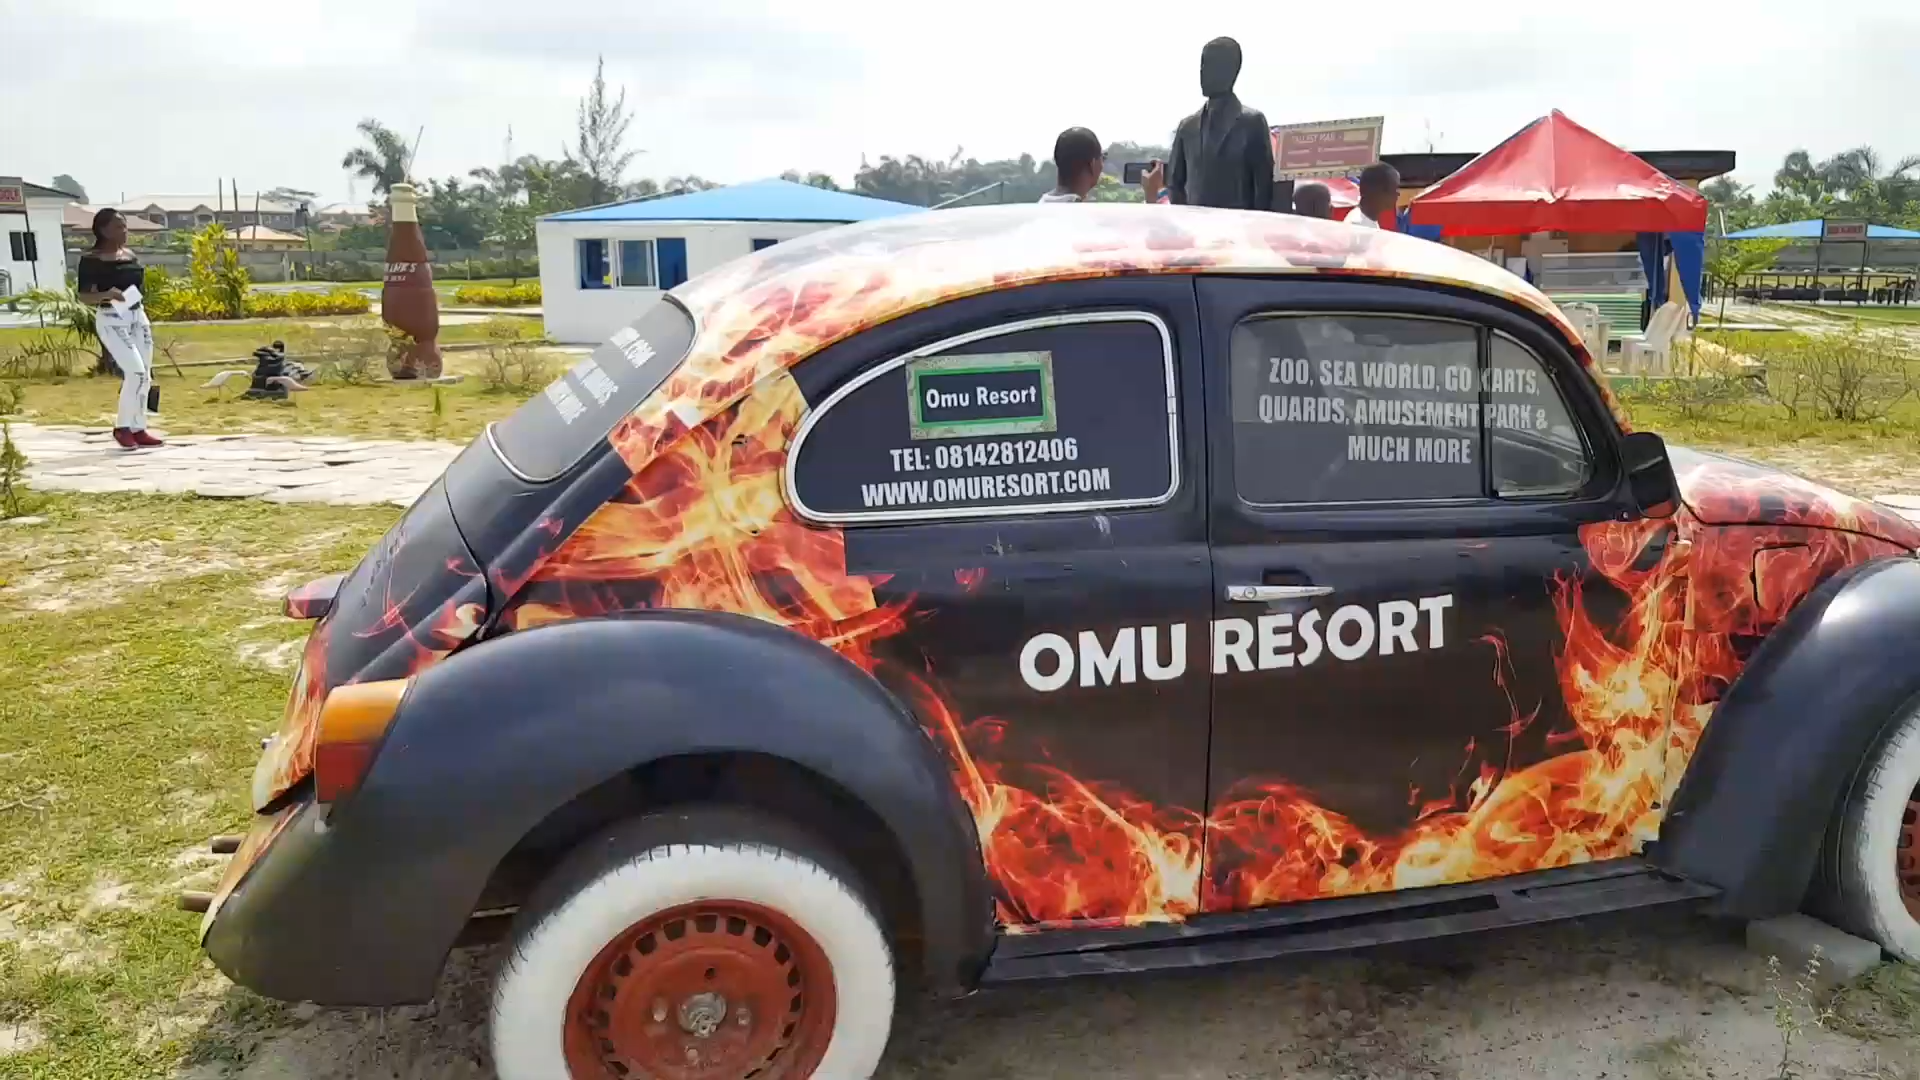 Omu Resort
TEL: 08142812406
WWW.OMURESORT.COM
ZOO, SEA WORLD, GO KARTS,
QUARDS, AMUSEMENT PARK &
MUCH MORE
OMU RESORT